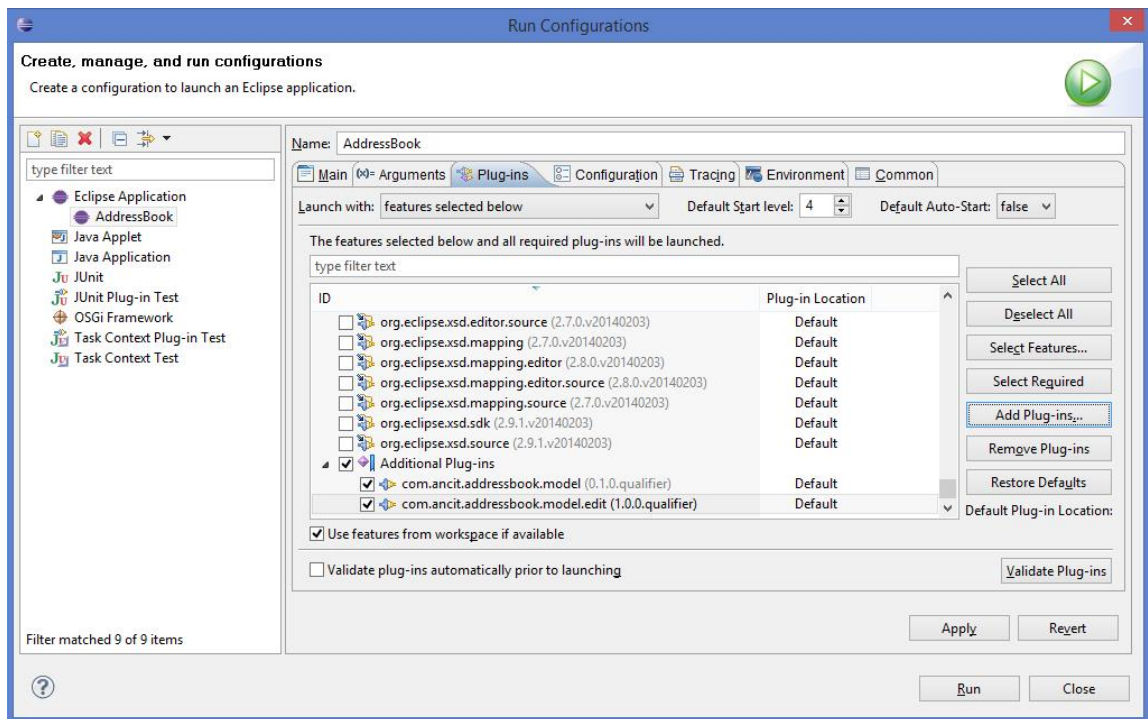 Run Configurations
Create, manage, and run configurations
Create a configuration to launch an Eclipse application.
type filter text
Eclipse Application
AddressBook
Java Applet
Java Application
JUnit
JUnit Plug-in Test
OSGi Framework
Task Context Plug-in Test
Task Context Test
Filter matched 9 of 9 items
Name: AddressBook
Main (x)= Arguments Plug-ins Configuration Tracing Environment Common
Launch with: features selected below Default Start level: 4 Default Auto-Start: false
The features selected below and all required plug-ins will be launched.
type filter text
ID Plug-in Location
org.eclipse.xsd.editor.source (2.7.0.v20140203) Default
org.eclipse.xsd.mapping (2.7.0.v20140203) Default
org.eclipse.xsd.mapping.editor (2.8.0.v20140203) Default
org.eclipse.xsd.mapping.editor.source (2.8.0.v20140203) Default
org.eclipse.xsd.mapping.source (2.7.0.v20140203) Default
org.eclipse.xsd.sdk (2.9.1.v20140203) Default
org.eclipse.xsd.source (2.9.1.v20140203) Default
Additional Plug-ins
com.ancit.addressbook.model (0.1.0.qualifier) Default
com.ancit.addressbook.model.edit (1.0.0.qualifier) Default
Select All
Deselect All
Select Features...
Select Required
Add Plug-ins...
Remove Plug-ins
Restore Defaults
Default Plug-in Location:
Use features from workspace if available
Validate plug-ins automatically prior to launching
Validate Plug-ins
Apply Revert
Run Close